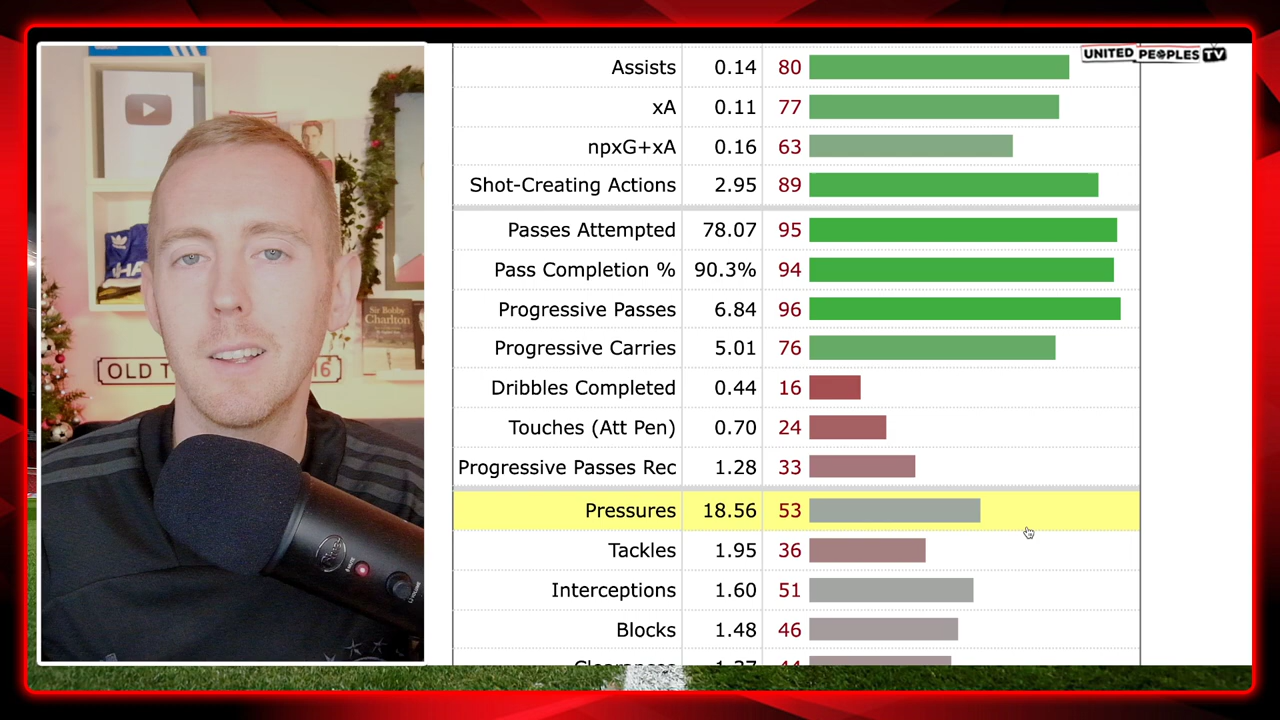 UNITED PEOPLES TV
Assists 0.14 80
xA 0.11 77
npxG+xA 0.16 63
Shot-Creating Actions 2.95 89
Passes Attempted 78.07 95
Pass Completion % 90.3% 94
Progressive Passes 6.84 96
Progressive Carries 5.01 76
Dribbles Completed 0.44 16
Touches (Att Pen) 0.70 24
Progressive Passes Rec 1.28 33
Pressures 18.56 53
Tackles 1.95 36
Interceptions 1.60 51
Blocks 1.48 46
Sir Bobby
Charlton
OLD T
16